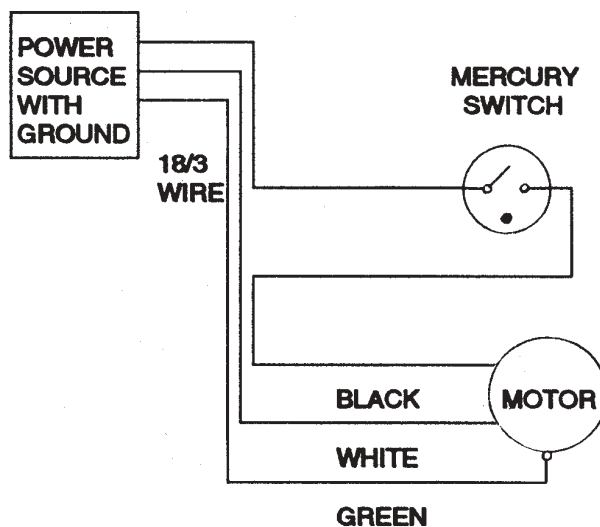 POWER
SOURCE
WITH
GROUND
MERCURY
SWITCH
18/3
WIRE
BLACK
MOTOR
WHITE
GREEN